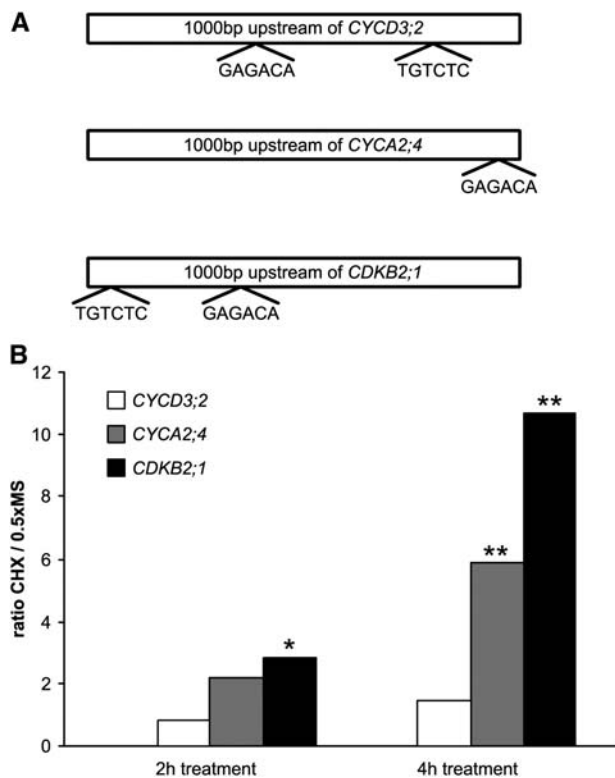 A
1000bp upstream of CYCD3;2
GAGACA TGTCTC
1000bp upstream of CYCA2;4
GAGACA
1000bp upstream of CDKB2;1
TGTCTC GAGACA
B
12
10
8
6
4
2
0
ratio CHX / 0.5xMS
CYCD3;2
CYCA2;4
CDKB2;1
*
**
**
2h treatment 4h treatment